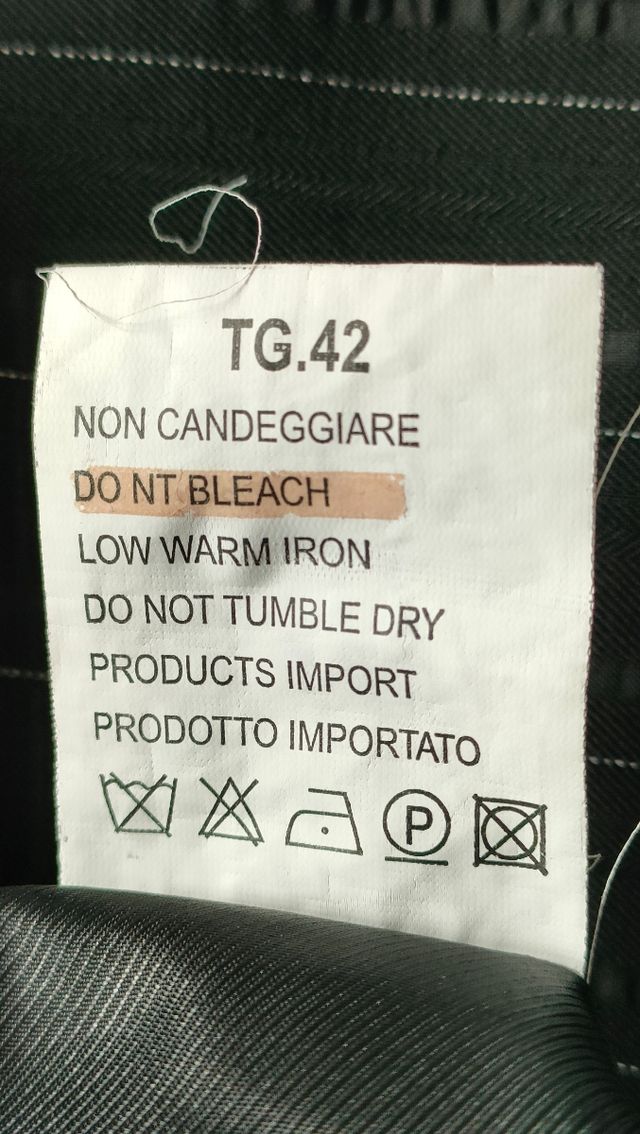 TG.42
NON CANDEGGIARE
DO NT BLEACH
LOW WARM IRON
DO NOT TUMBLE DRY
PRODUCTS IMPORT
PRODOTTO IMPORTATO
P